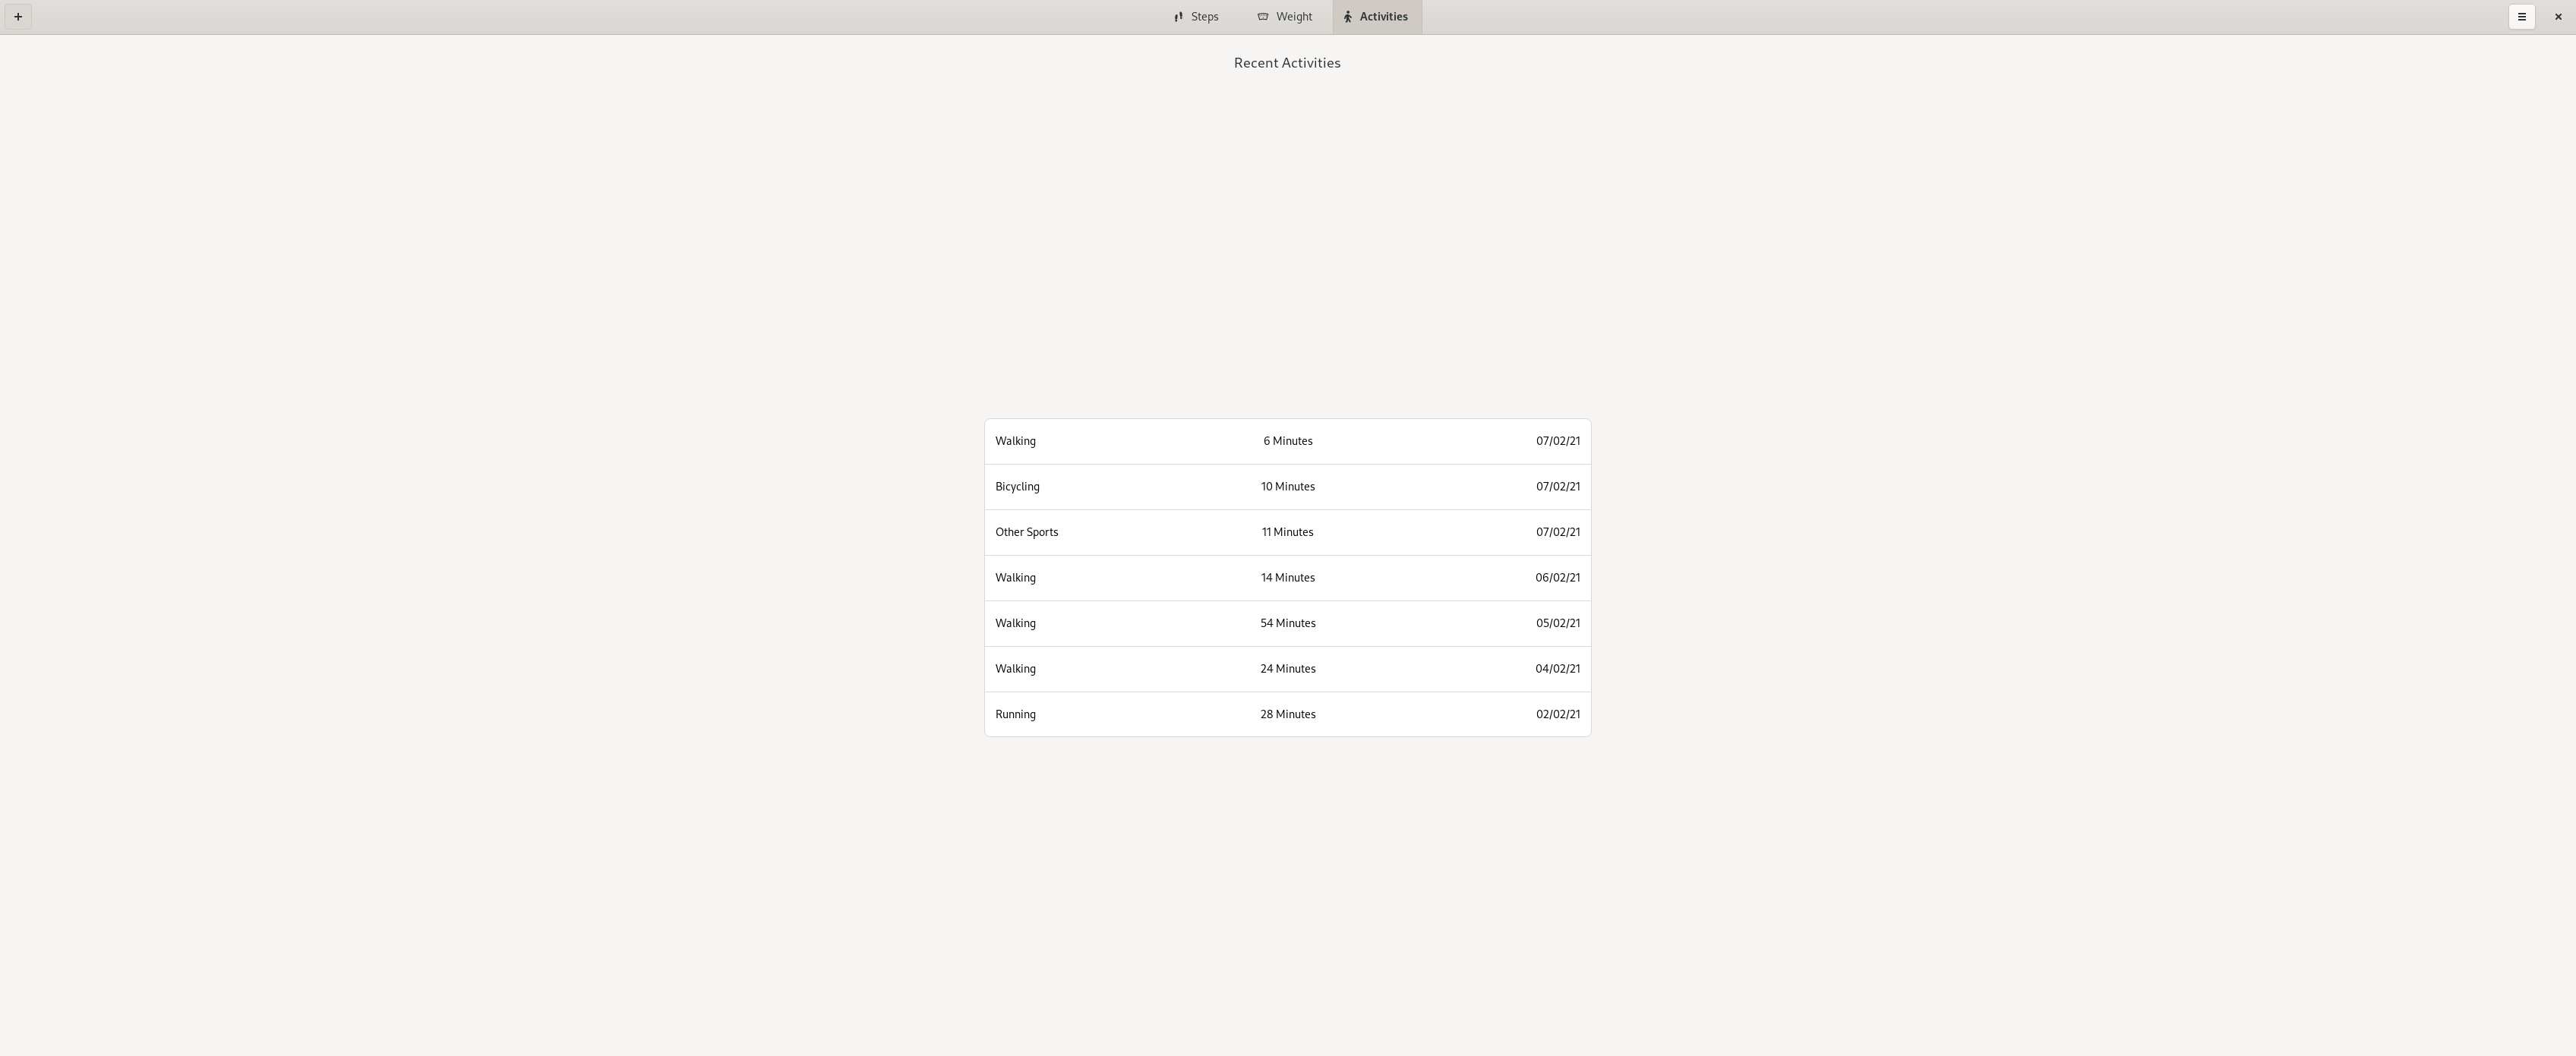 Steps Weight Activities
Recent Activities
Walking 6 Minutes 07/02/21
Bicycling 10 Minutes 07/02/21
Other Sports 11 Minutes 07/02/21
Walking 14 Minutes 06/02/21
Walking 54 Minutes 05/02/21
Walking 24 Minutes 04/02/21
Running 28 Minutes 02/02/21